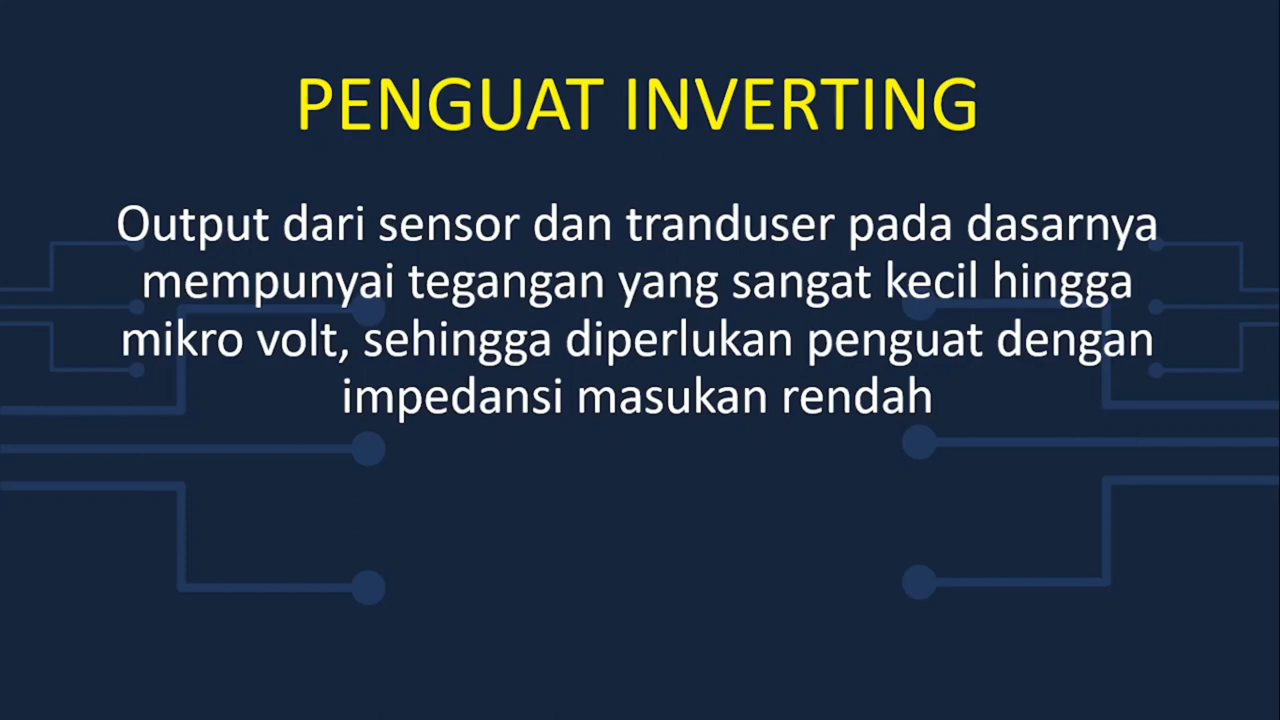 PENGUAT INVERTING
Output dari sensor dan tranduser pada dasarnya
mempunyai tegangan yang sangat kecil hingga
mikro volt, sehingga diperlukan penguat dengan
impedansi masukan rendah